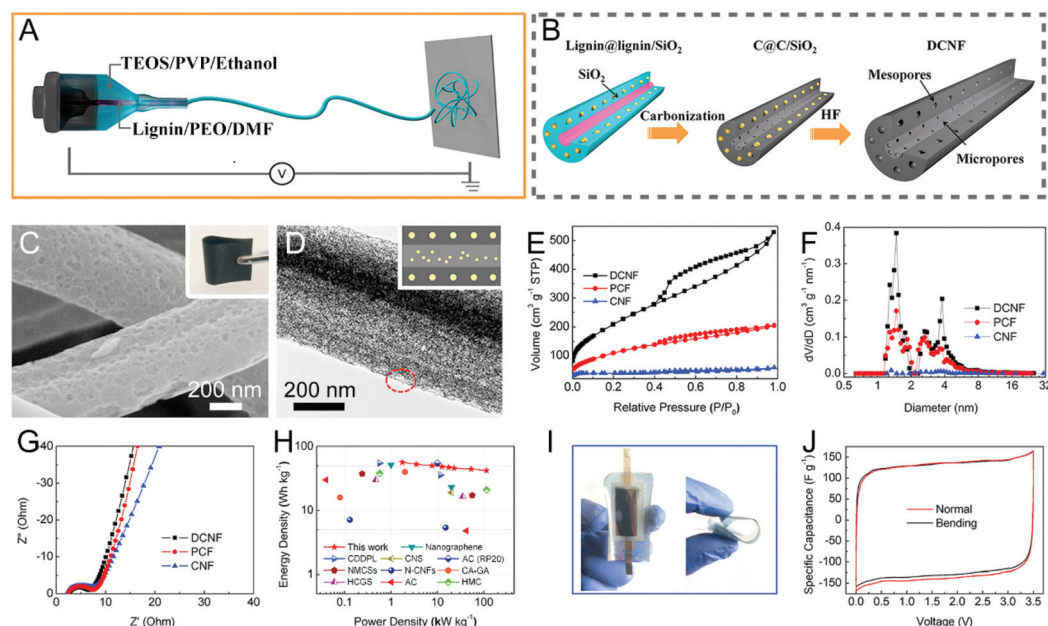 A
TEOS/PVP/Ethanol
Lignin/PEO/DMF
V
B
Lignin@lignin/SiO2
C@C/SiO2
DCNF
SiO2
Mesopores
Carbonization
HF
Micropores
C
200 nm
D
200 nm
E
Volume (cm3 g-1 STP)
500
400
300
200
100
DCNF
PCF
CNF
0.0 0.2 0.4 0.6 0.8 1.0
Relative Pressure (P/P0)
F
dV/dD (cm3 g-1 nm-1)
0.4
0.3
0.2
0.1
0.0
DCNF
PCF
CNF
0.5 1 2 4 8 16 32
Diameter (nm)
G
Z" (Ohm)
-40
-30
-20
-10
0
DCNF
PCF
CNF
0 10 20 30 40
Z' (Ohm)
H
Energy Density (Wh kg-1)
100
10
1
This work Nanographene
CDDPL CNS AC (RP20)
NMCSs N-CNFs CA-GA
HCGS AC HMC
0.1 1 10 100
Power Density (kW kg-1)
I
J
Specific Capacitance (F g-1)
150
100
50
0
-50
-100
-150
Normal
Bending
0.0 0.5 1.0 1.5 2.0 2.5 3.0 3.5
Voltage (V)